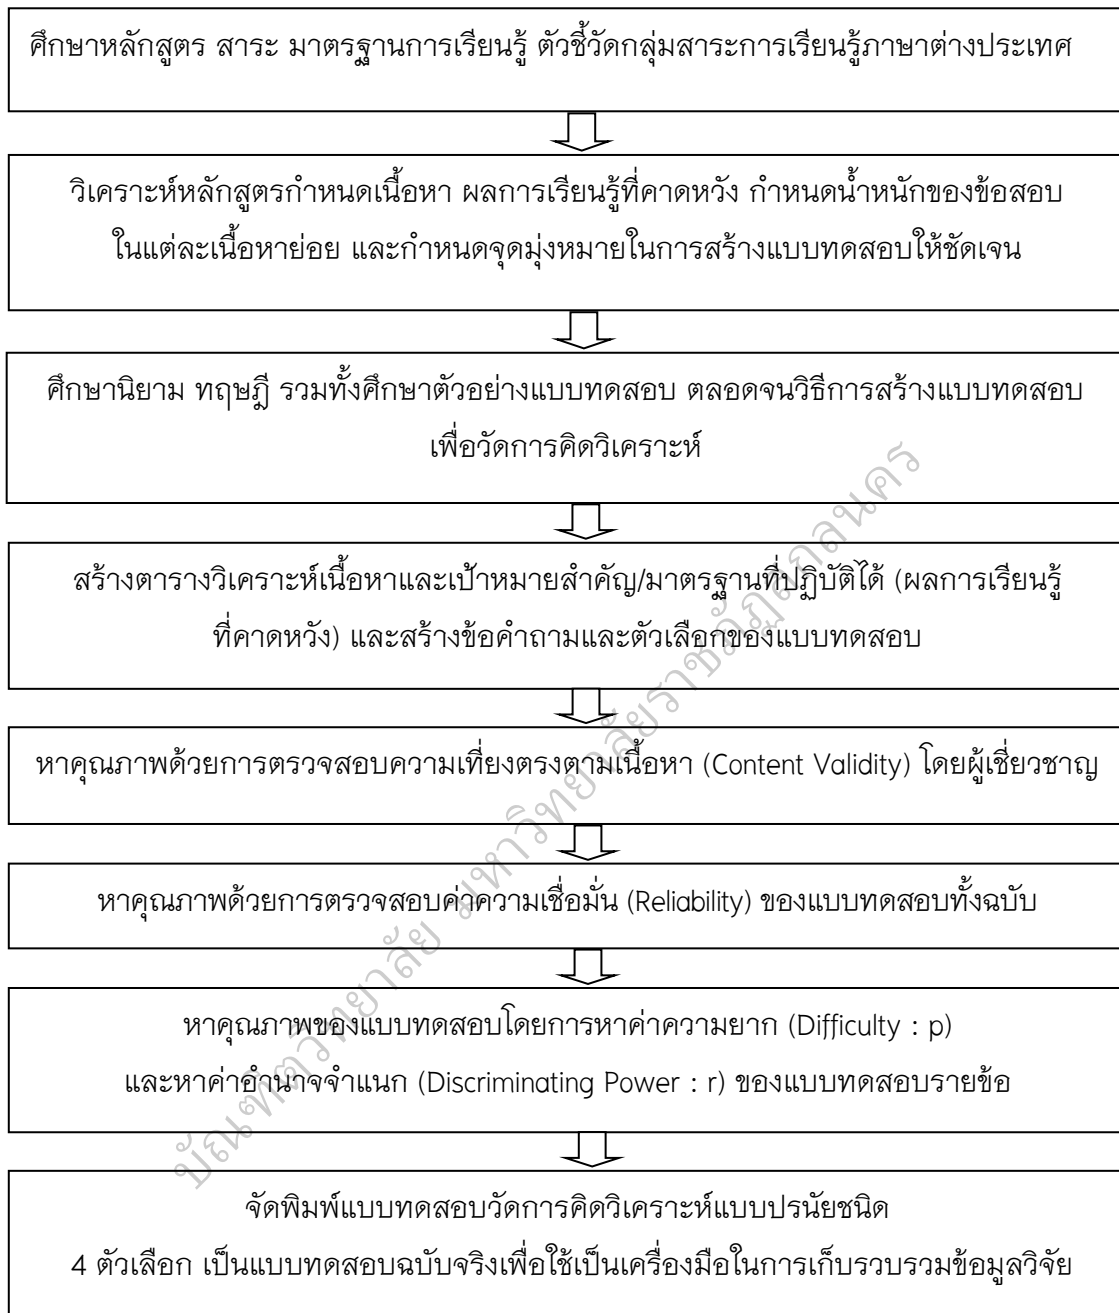 ศึกษาหลักสูตร สาระ มาตรฐานการเรียนรู้ ตัวชี้วัดกลุ่มสาระการเรียนรู้ภาษาต่างประเทศ
วิเคราะห์หลักสูตรกำหนดเนื้อหา ผลการเรียนรู้ที่คาดหวัง กำหนดน้ำหนักของข้อสอบ
ในแต่ละเนื้อหาย่อย และกำหนดจุดมุ่งหมายในการสร้างแบบทดสอบให้ชัดเจน
ศึกษานิยาม ทฤษฎี รวมทั้งศึกษาตัวอย่างแบบทดสอบ ตลอดจนวิธีการสร้างแบบทดสอบ
เพื่อวัดการคิดวิเคราะห์
สร้างตารางวิเคราะห์เนื้อหาและเป้าหมายสำคัญ/มาตรฐานที่ปฏิบัติได้ (ผลการเรียนรู้
ที่คาดหวัง) และสร้างข้อคำถามและตัวเลือกของแบบทดสอบ
หาคุณภาพด้วยการตรวจสอบความเที่ยงตรงตามเนื้อหา (Content Validity) โดยผู้เชี่ยวชาญ
หาคุณภาพด้วยการตรวจสอบค่าความเชื่อมั่น (Reliability) ของแบบทดสอบทั้งฉบับ
หาคุณภาพของแบบทดสอบโดยการหาค่าความยาก (Difficulty : p)
และหาค่าอำนาจจำแนก (Discriminating Power : r) ของแบบทดสอบรายข้อ
จัดพิมพ์แบบทดสอบวัดการคิดวิเคราะห์แบบปรนัยชนิด
4 ตัวเลือก เป็นแบบทดสอบฉบับจริงเพื่อใช้เป็นเครื่องมือในการเก็บรวบรวมข้อมูลวิจัย
บัณฑิตวิทยาลัย มหาวิทยาลัยราชภัฏสกลนคร